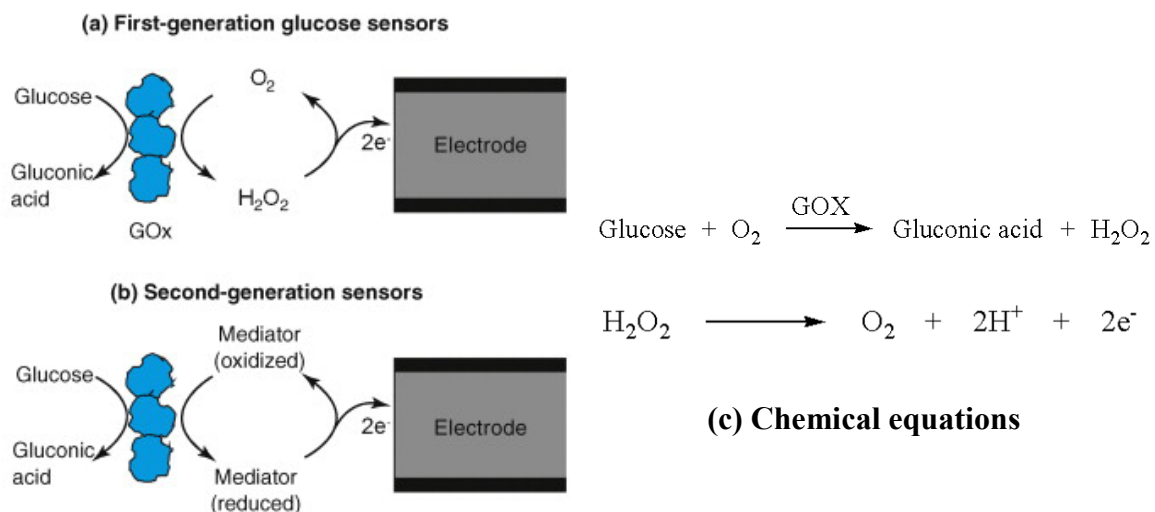 (a) First-generation glucose sensors
Glucose
O₂
2e⁻
Electrode
Gluconic
acid
H₂O₂
GOx
(b) Second-generation sensors
Mediator
(oxidized)
Glucose
2e⁻
Electrode
Gluconic
acid
Mediator
(reduced)
GOX
Glucose + O₂ → Gluconic acid + H₂O₂
H₂O₂ → O₂ + 2H⁺ + 2e⁻
(c) Chemical equations